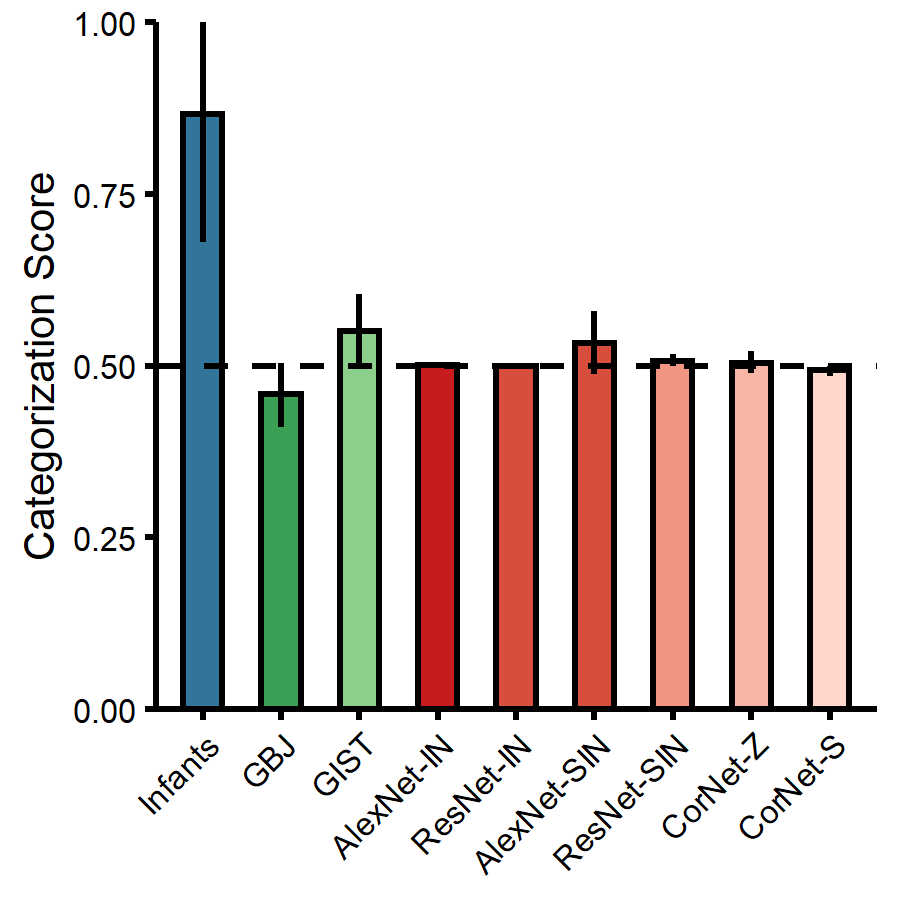 Categorization Score
1.00
0.75
0.50
0.25
0.00
Infants
GBJ
GIST
AlexNet-IN
ResNet-IN
AlexNet-SIN
ResNet-SIN
CorNet-Z
CorNet-S